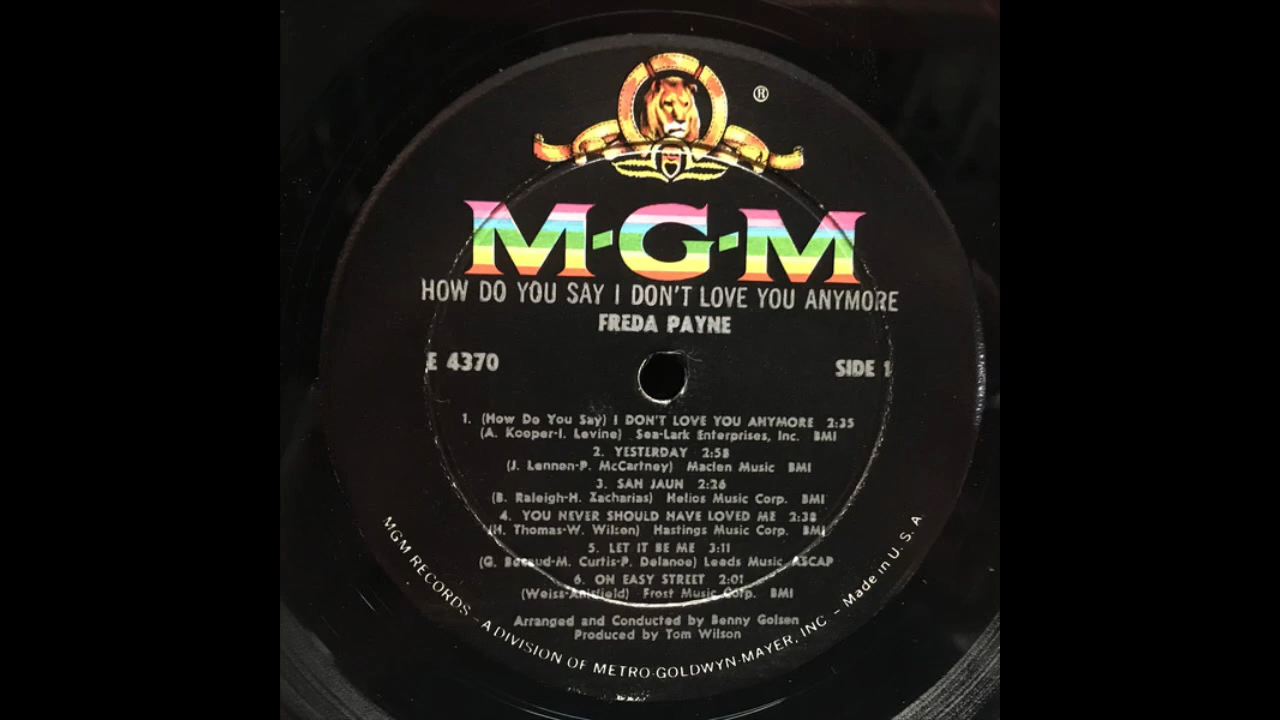 ®
M-G-M
HOW DO YOU SAY I DON'T LOVE YOU ANYMORE
FREDA PAYNE
E 4370
SIDE 1
1. (How Do You Say) I DON'T LOVE YOU ANYMORE 2:35
(A. Kooper-I. Levine) Sea-Lark Enterprises, Inc. BMI
2. YESTERDAY 2:58
(J. Lennon-P. McCartney) Maclen Music BMI
3. SAN JAUN 2:26
(B. Raleigh-H. Zacharias) Helios Music Corp. BMI
4. YOU NEVER SHOULD HAVE LOVED ME 2:38
(H. Thomas-W. Wilson) Hastings Music Corp. BMI
5. LET IT BE ME 3:11
(G. Becaud-M. Curtis-P. Delanoe) Leeds Music ASCAP
6. ON EASY STREET 2:01
Frost Music Corp. BMI
Arranged and Conducted by Benny Golson
Produced by Tom Wilson
MGM RECORDS - A DIVISION OF METRO-GOLDWYN-MAYER, INC. - Made in U. S. A